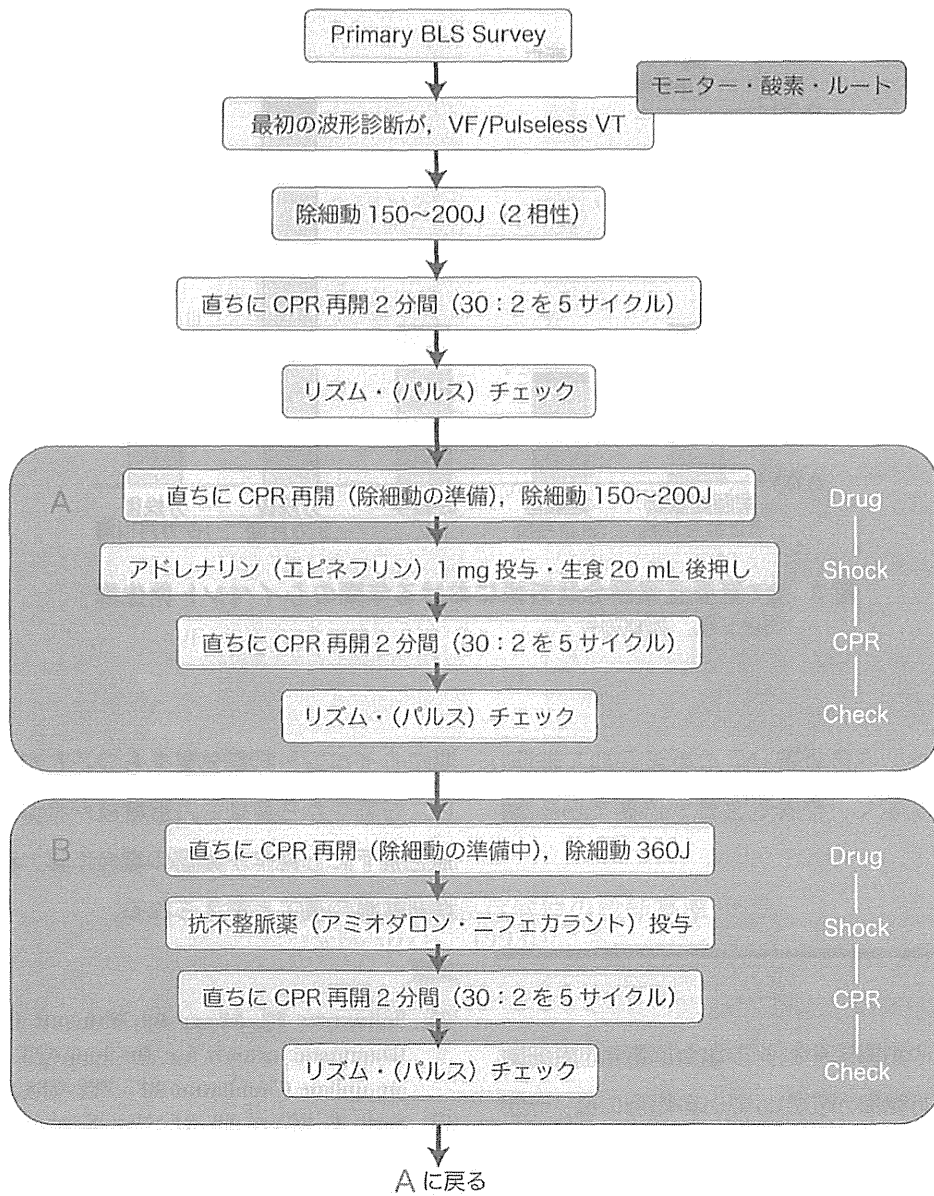 Primary BLS Survey
モニター・酸素・ルート
最初の波形診断が，VF/Pulseless VT
除細動 150～200J（2 相性）
直ちに CPR 再開 2 分間（30：2 を 5 サイクル）
リズム・（パルス）チェック
A
直ちに CPR 再開（除細動の準備），除細動 150～200J
Drug
アドレナリン（エピネフリン）1 mg 投与・生食 20 mL 後押し
Shock
直ちに CPR 再開 2 分間（30：2 を 5 サイクル）
CPR
リズム・（パルス）チェック
Check
B
直ちに CPR 再開（除細動の準備中），除細動 360J
Drug
抗不整脈薬（アミオダロン・ニフェカラント）投与
Shock
直ちに CPR 再開 2 分間（30：2 を 5 サイクル）
CPR
リズム・（パルス）チェック
Check
A に戻る